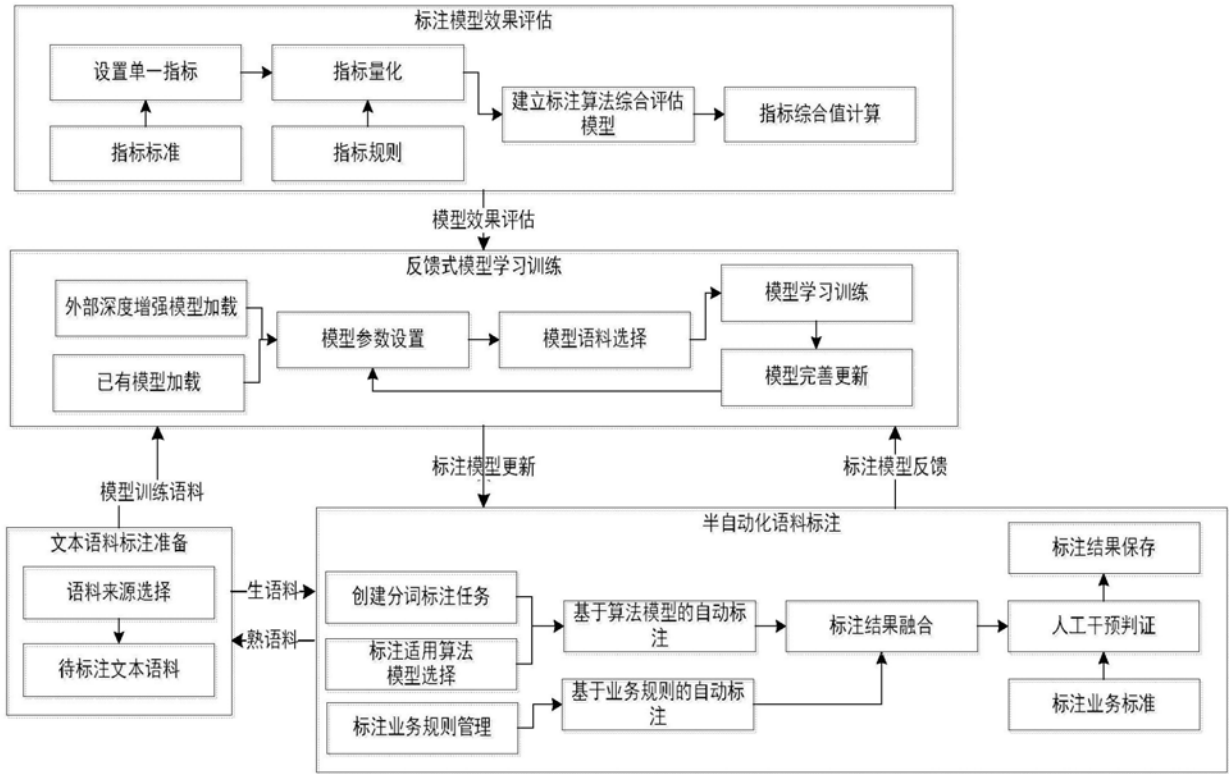 标注模型效果评估
设置单一指标
指标量化
建立标注算法综合评估
模型
指标综合值计算
指标标准
指标规则
模型效果评估
反馈式模型学习训练
外部深度增强模型加载
已有模型加载
模型参数设置
模型语料选择
模型学习训练
模型完善更新
模型训练语料
标注模型更新
标注模型反馈
文本语料标注准备
语料来源选择
待标注文本语料
生语料
熟语料
半自动化语料标注
创建分词标注任务
标注适用算法
模型选择
标注业务规则管理
基于算法模型的自动标
注
基于业务规则的自动标
注
标注结果融合
标注结果保存
人工干预判证
标注业务标准